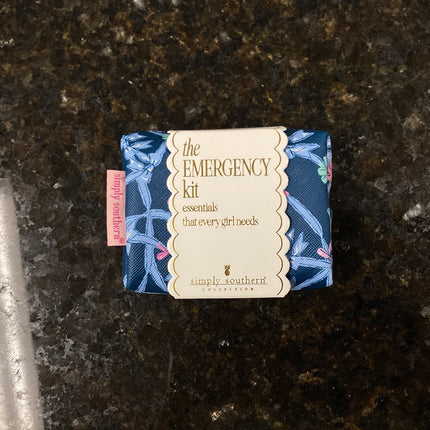 the
EMERGENCY
kit
essentials
that every girl needs
simply southern®
COLLECTION
simply southern®